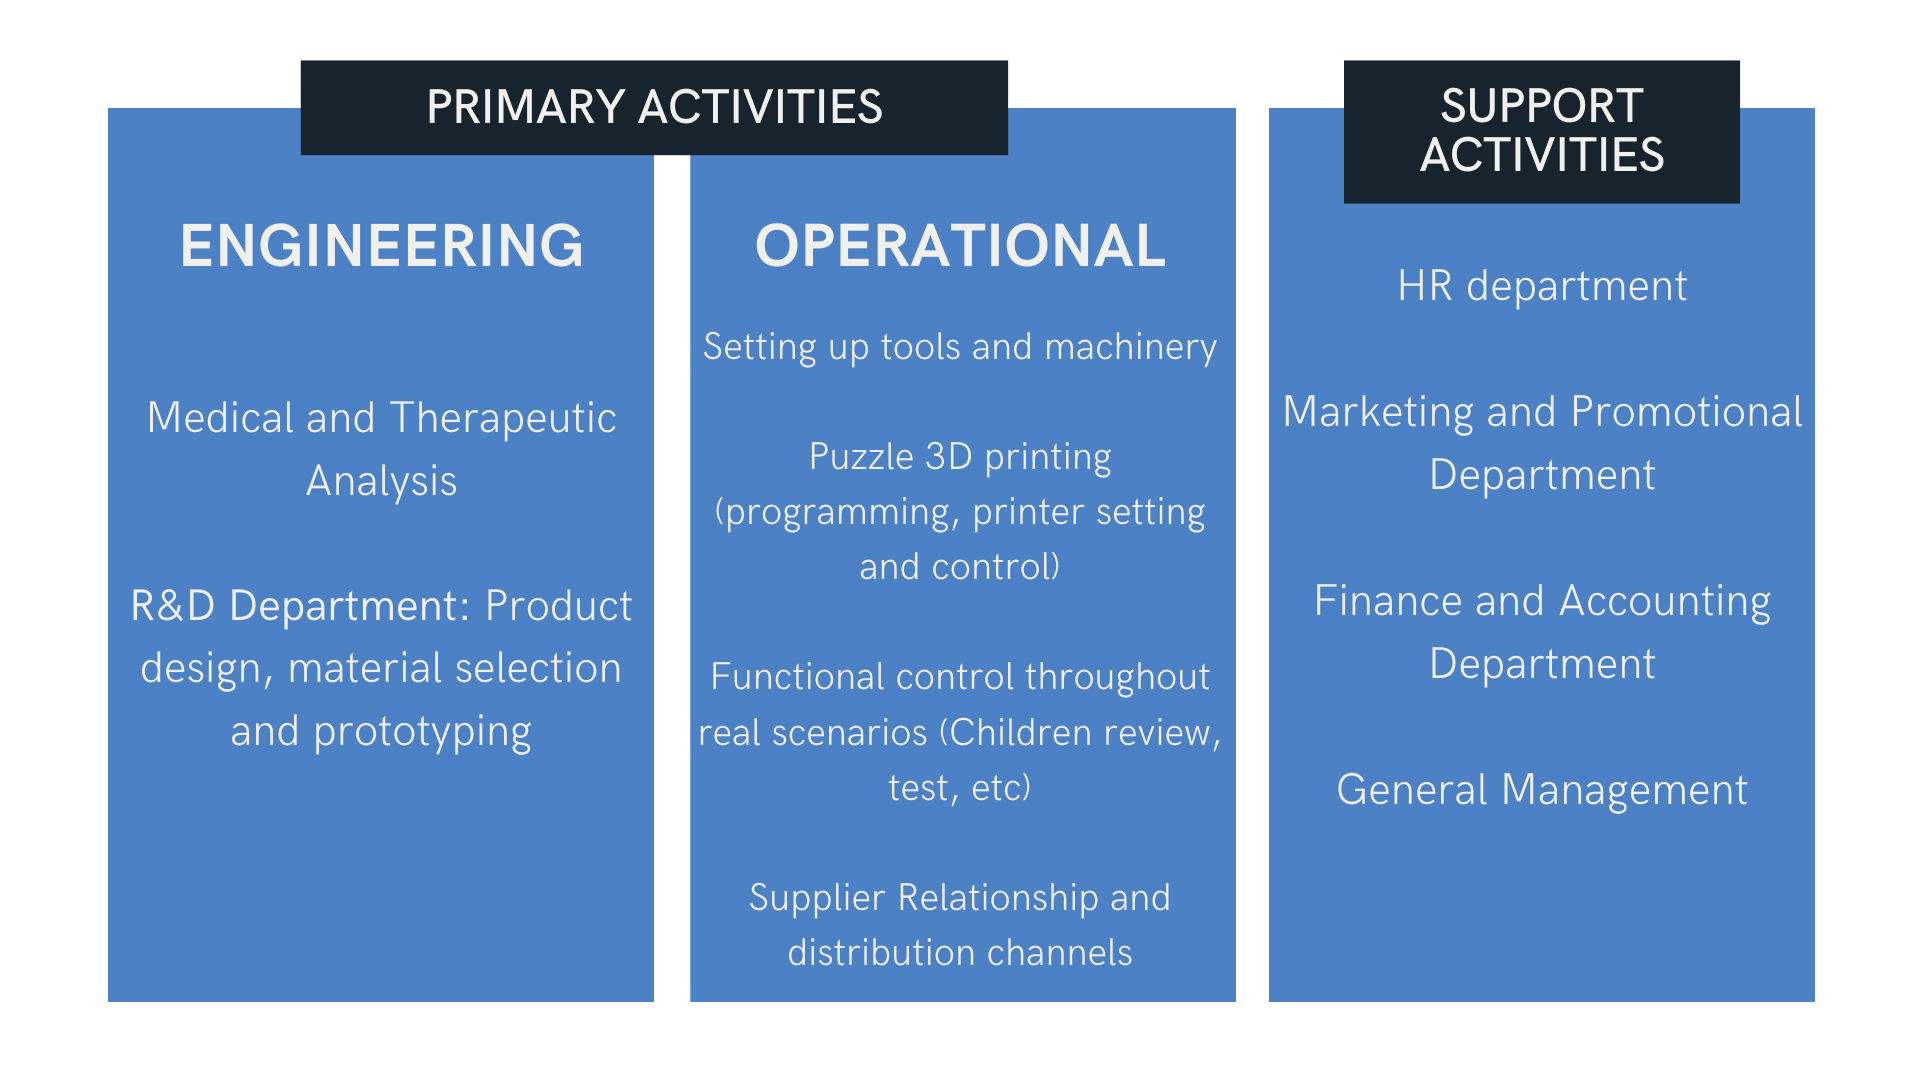 PRIMARY ACTIVITIES
ENGINEERING
Medical and Therapeutic
Analysis
R&D Department: Product
design, material selection
and prototyping
OPERATIONAL
Setting up tools and machinery
Puzzle 3D printing
(programming, printer setting
and control)
Functional control throughout
real scenarios (Children review,
test, etc)
Supplier Relationship and
distribution channels
SUPPORT
ACTIVITIES
HR department
Marketing and Promotional
Department
Finance and Accounting
Department
General Management